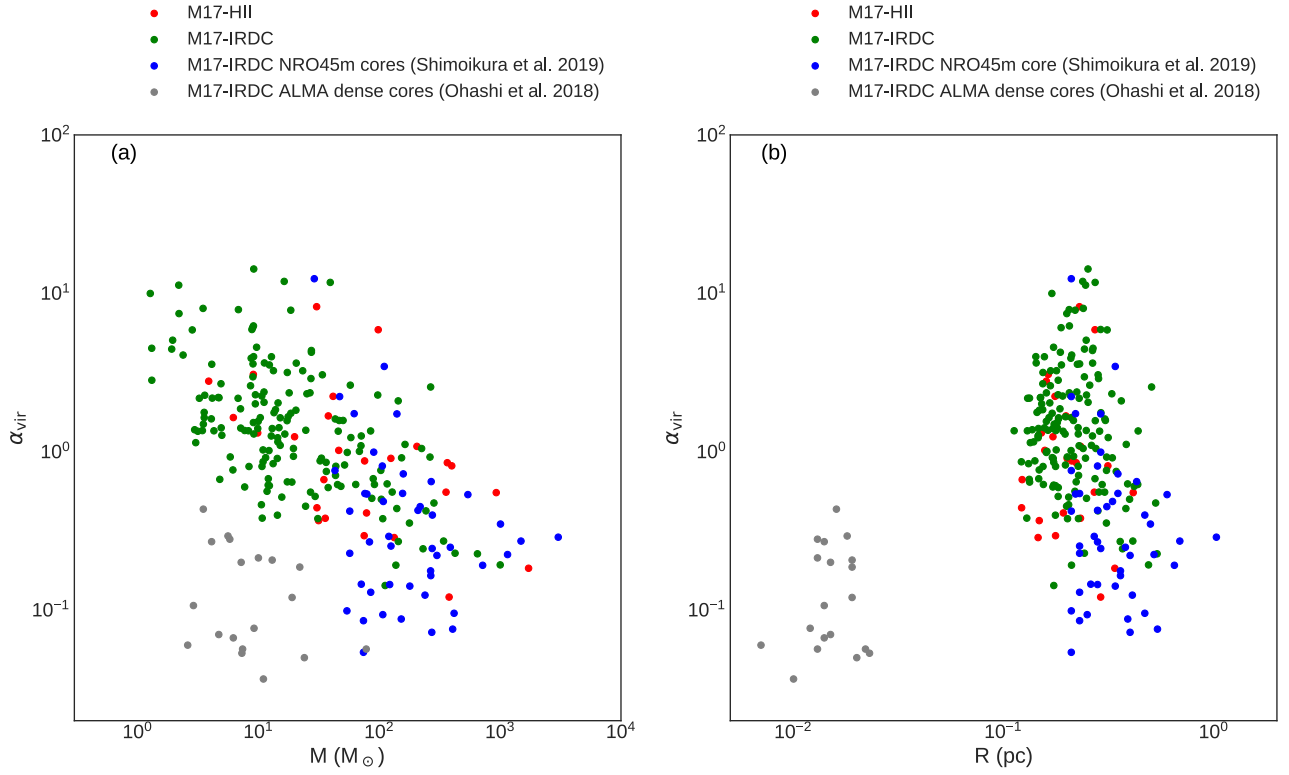 M17-HII
M17-IRDC
M17-IRDC NRO45m cores (Shimoikura et al. 2019)
M17-IRDC ALMA dense cores (Ohashi et al. 2018)
(a)
10²
10¹
10⁰
10⁻¹
α_vir
10⁰ 10¹ 10² 10³ 10⁴
M (M☉)
M17-HII
M17-IRDC
M17-IRDC NRO45m core (Shimoikura et al. 2019)
M17-IRDC ALMA dense cores (Ohashi et al. 2018)
(b)
10²
10¹
10⁰
10⁻¹
α_vir
10⁻² 10⁻¹ 10⁰
R (pc)